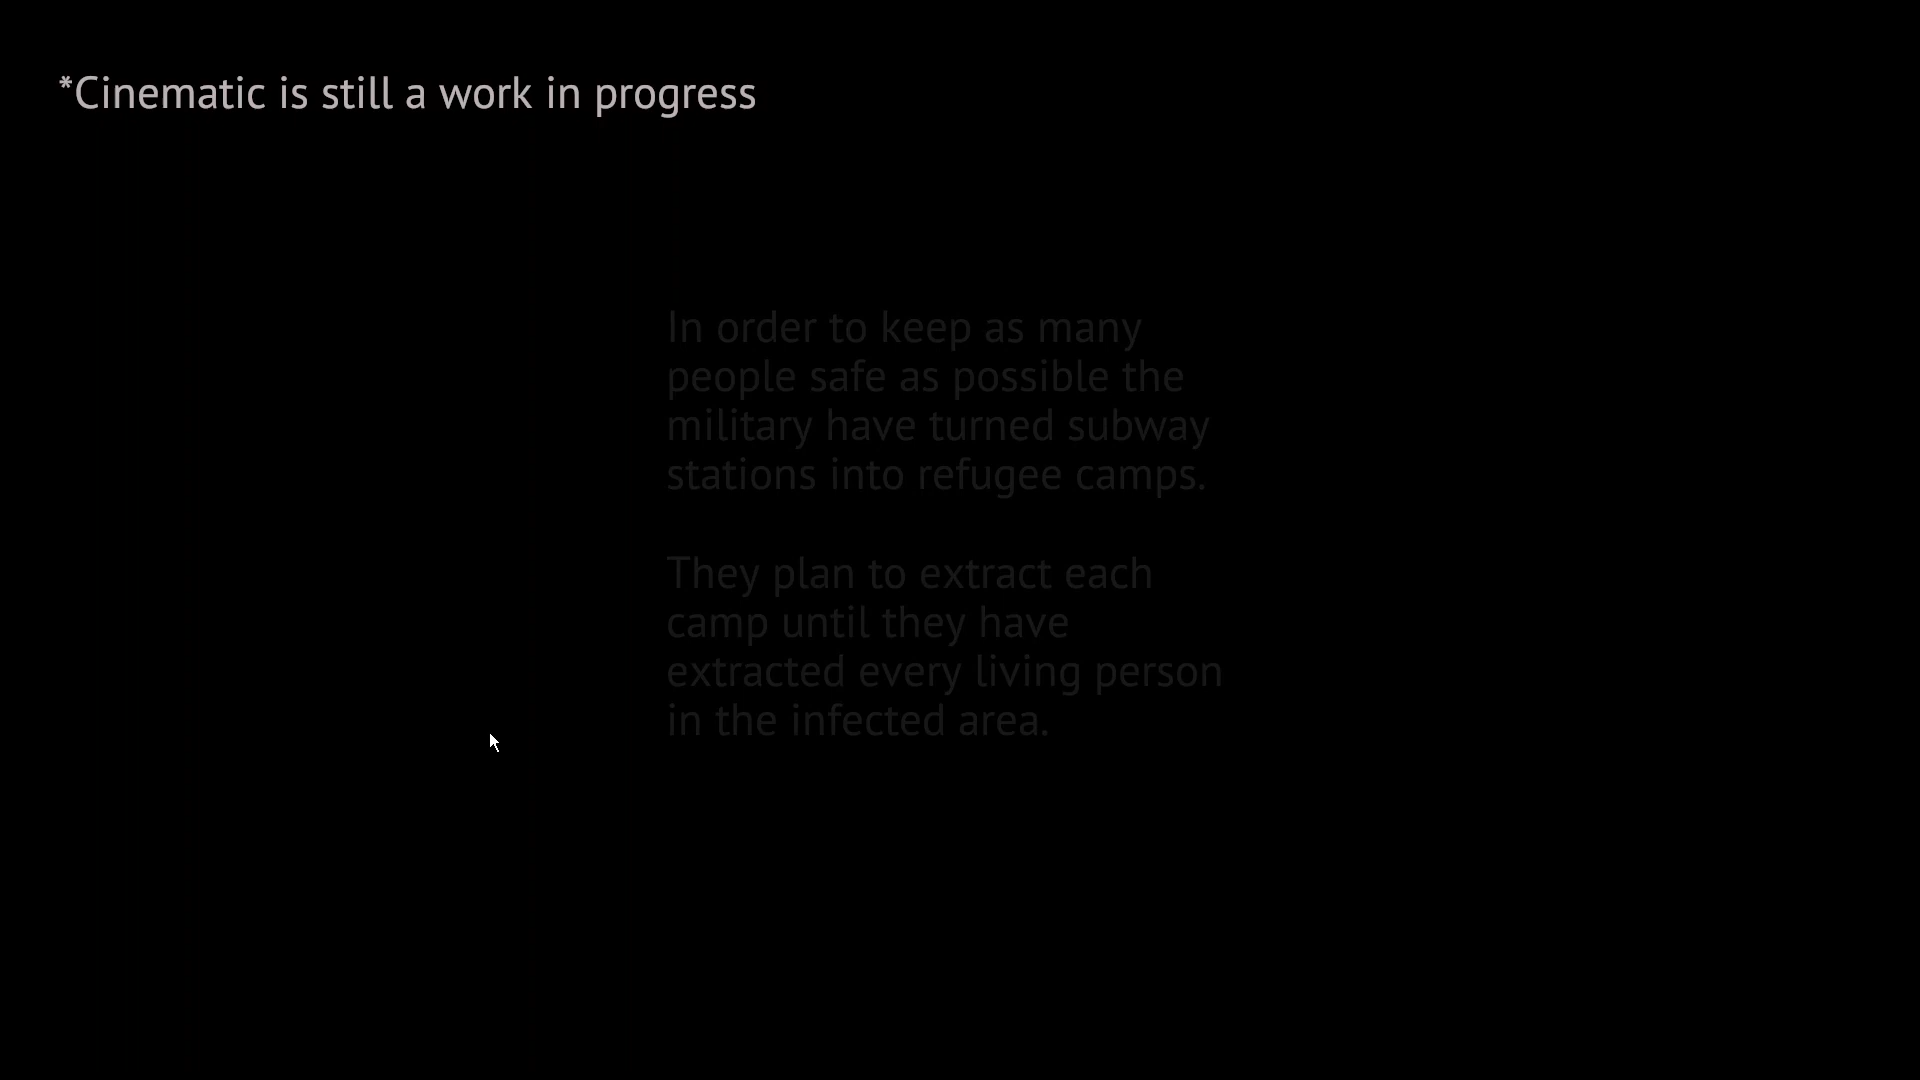 *Cinematic is still a work in progress
In order to keep as many
people safe as possible the
military have turned subway
stations into refugee camps.
They plan to extract each
camp until they have
extracted every living person
in the infected area.